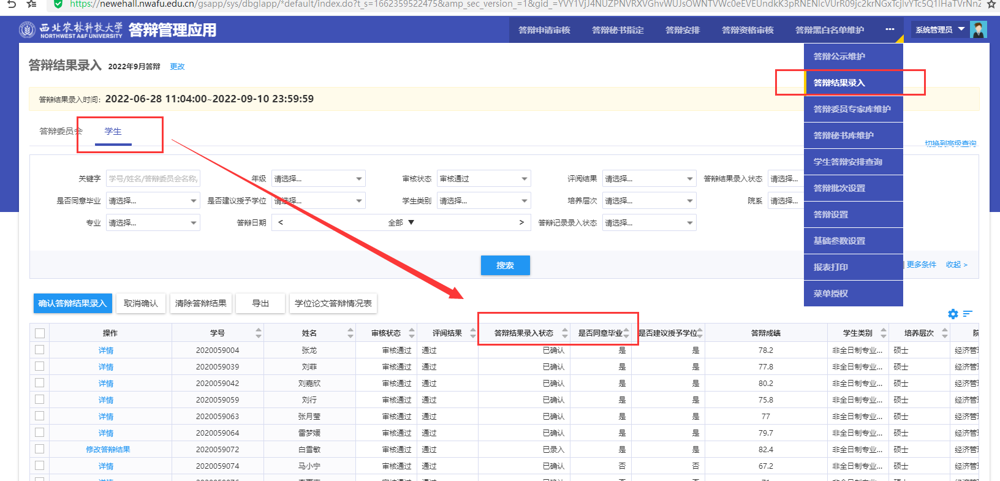 https://newehall.nwafu.edu.cn/gsapp/sys/dbglapp/*default/index.do?t_s=1662359522475&amp_sec_version_=1&gid_=YVY1VjJ4NUZPNVRXVGhvWUJsOWNTVWc0eEVEUndkK3pRNENIcVUrR09jc2krNGxTcjlvYTc5Q1lHaTVrNnZ
西北农林科技大学 答辩管理应用
NORTHWEST A&F UNIVERSITY
答辩申请审核 答辩秘书指定 答辩安排 答辩资格审核 答辩黑白名单维护 ··· 系统管理员
答辩公示维护
答辩结果录入
答辩委员专家库维护
答辩秘书库维护
学生答辩安排查询
答辩批次设置
答辩设置
基础参数设置
报表打印
菜单授权
答辩结果录入 2022年9月答辩 更改
答辩结果录入时间: 2022-06-28 11:04:00~2022-09-10 23:59:59
答辩委员会 学生
切换到高级查询
关键字 学号/姓名/答辩委员会名称, 年级 请选择... 审核状态 审核通过 评阅结果 请选择... 答辩结果录入状态 请选择...
是否同意毕业 请选择... 是否建议授予学位 请选择... 学生类别 请选择... 培养层次 请选择... 院系 请选择...
专业 请选择... 答辩日期 < 全部 ▼ > 答辩记录录入状态 请选择...
搜索 更多条件 收起 >
确认答辩结果录入 取消确认 清除答辩结果 导出 学位论文答辩情况表
操作 学号 姓名 审核状态 评阅结果 答辩结果录入状态 是否同意毕业 是否建议授予学位 答辩成绩 学生类别 培养层次 院
详情 2020059004 张龙 审核通过 通过 已确认 是 是 78.2 非全日制专业... 硕士 经济管
详情 2020059039 刘菲 审核通过 通过 已确认 是 是 77.8 非全日制专业... 硕士 经济管
详情 2020059042 刘嘉欣 审核通过 通过 已确认 是 是 80.2 非全日制专业... 硕士 经济管
详情 2020059059 刘行 审核通过 通过 已确认 是 是 75.8 非全日制专业... 硕士 经济管
详情 2020059063 张月莹 审核通过 通过 已确认 是 是 77 非全日制专业... 硕士 经济管
详情 2020059064 雷梦媛 审核通过 通过 已确认 是 是 79.7 非全日制专业... 硕士 经济管
修改答辩结果 2020059072 白雪敏 审核通过 通过 已录入 是 是 82.4 非全日制专业... 硕士 经济管
详情 2020059074 马小宁 审核通过 通过 已确认 否 否 67.2 非全日制专业... 硕士 经济管